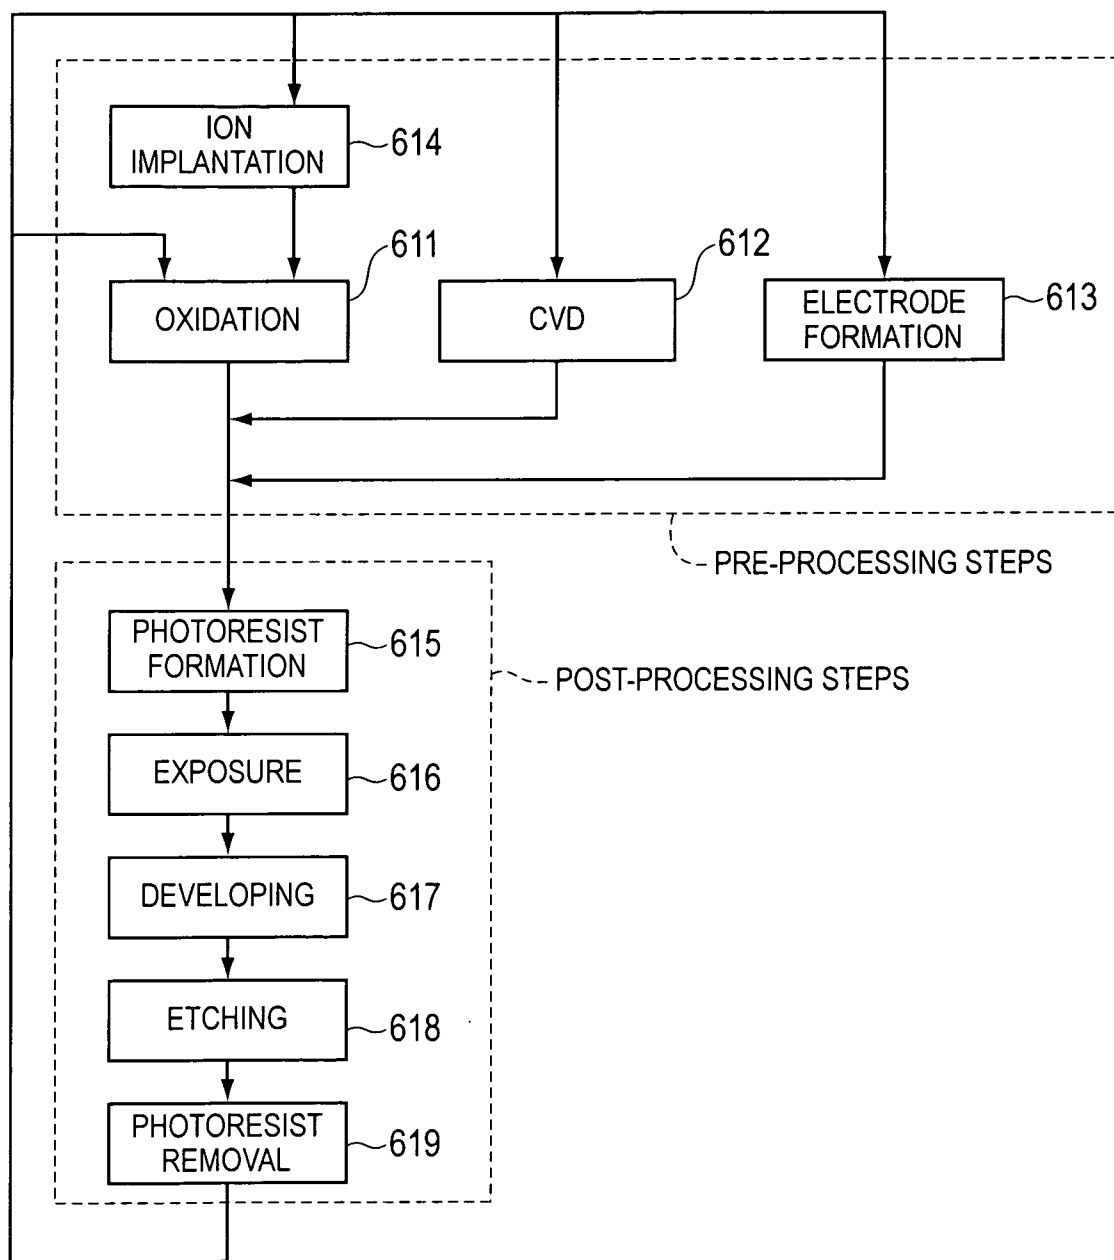 ION
IMPLANTATION
614
611
612
OXIDATION
CVD
ELECTRODE
FORMATION
613
PRE-PROCESSING STEPS
PHOTORESIST
FORMATION
615
POST-PROCESSING STEPS
EXPOSURE
616
DEVELOPING
617
ETCHING
618
PHOTORESIST
REMOVAL
619